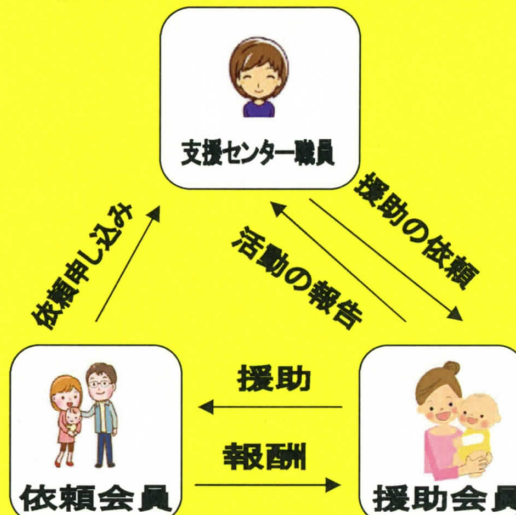 支援センター職員
依頼申し込み
活動の報告
援助の依頼
援助
報酬
依頼会員
援助会員